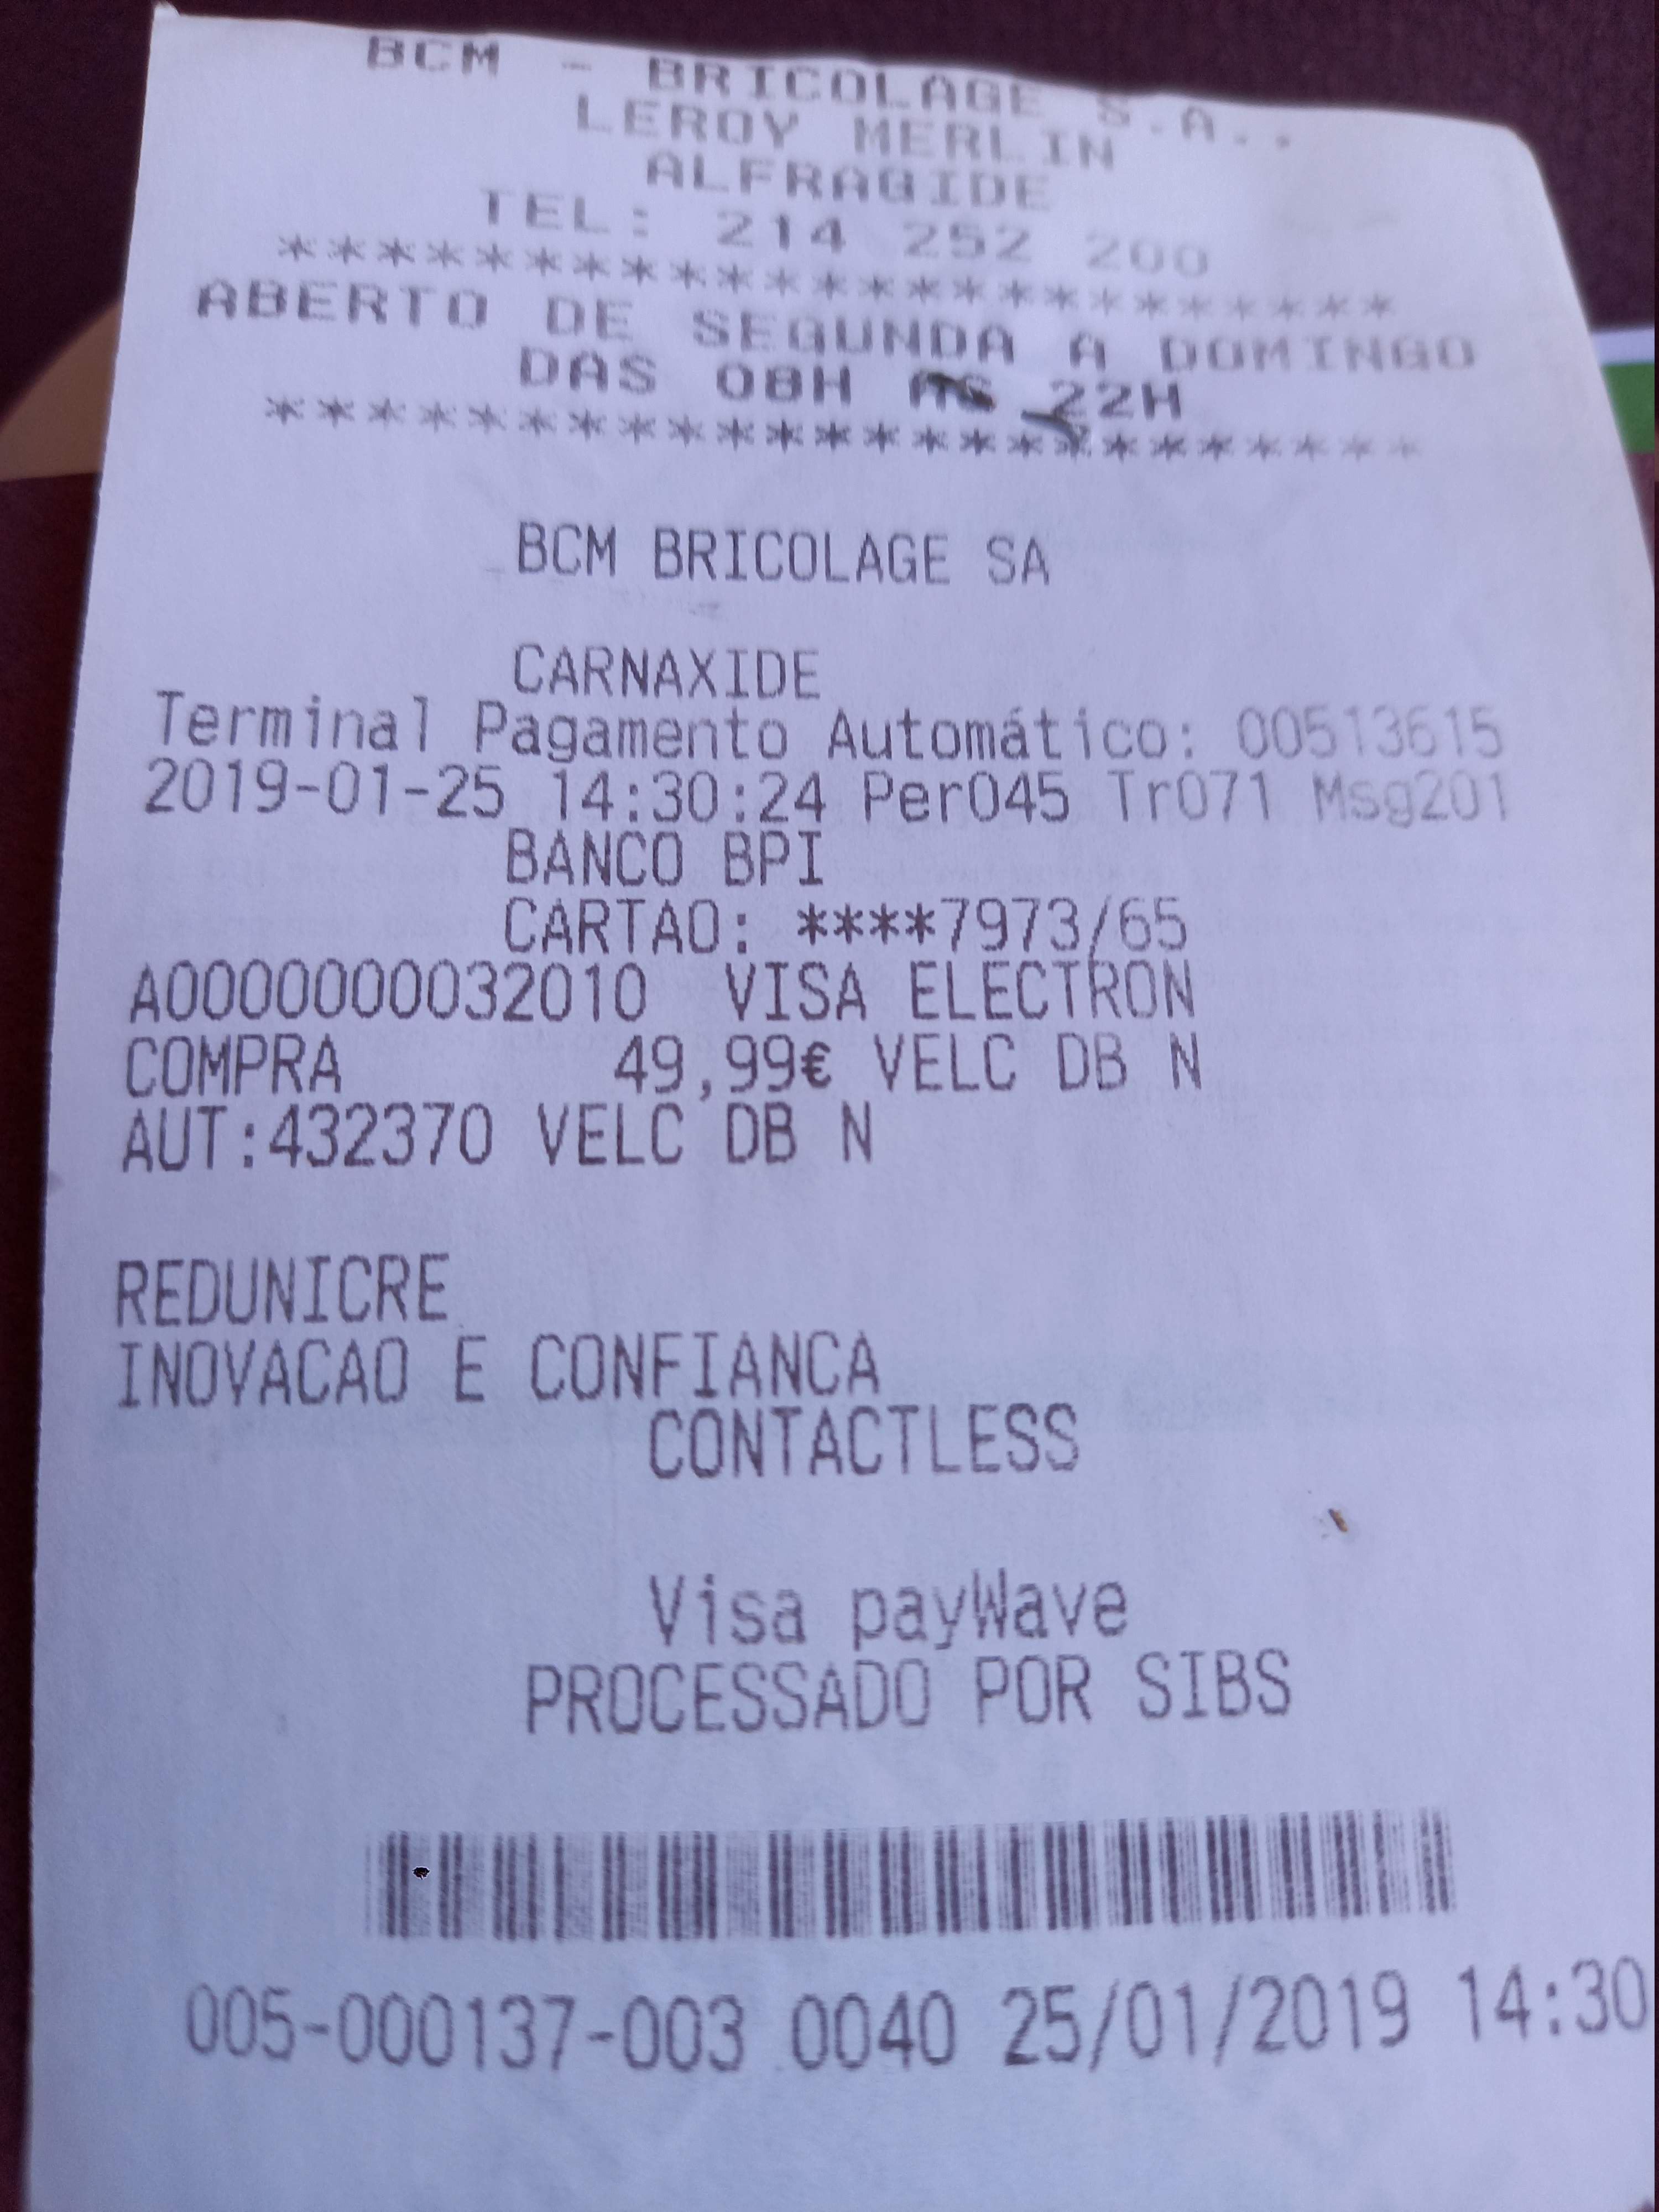 BCM - BRICOLAGE S.A..
LEROY MERLIN
ALFRAGIDE
TEL: 214 252 200
************************
ABERTO DE SEGUNDA A DOMINGO
DAS 08H AS 22H
************************
BCM BRICOLAGE SA
CARNAXIDE
Terminal Pagamento Automático: 00513615
2019-01-25 14:30:24 Per045 Tr071 Msg201
BANCO BPI
CARTAO: ****7973/65
A0000000032010 VISA ELECTRON
COMPRA 49,99€ VELC DB N
AUT:432370 VELC DB N
REDUNICRE
INOVACAO E CONFIANCA
CONTACTLESS
Visa payWave
PROCESSADO POR SIBS
005-000137-003 0040 25/01/2019 14:30